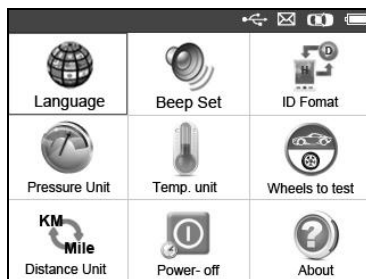 Language
Beep Set
ID Fomat
Pressure Unit
Temp. unit
Wheels to test
KM
Mile
Distance Unit
Power- off
About